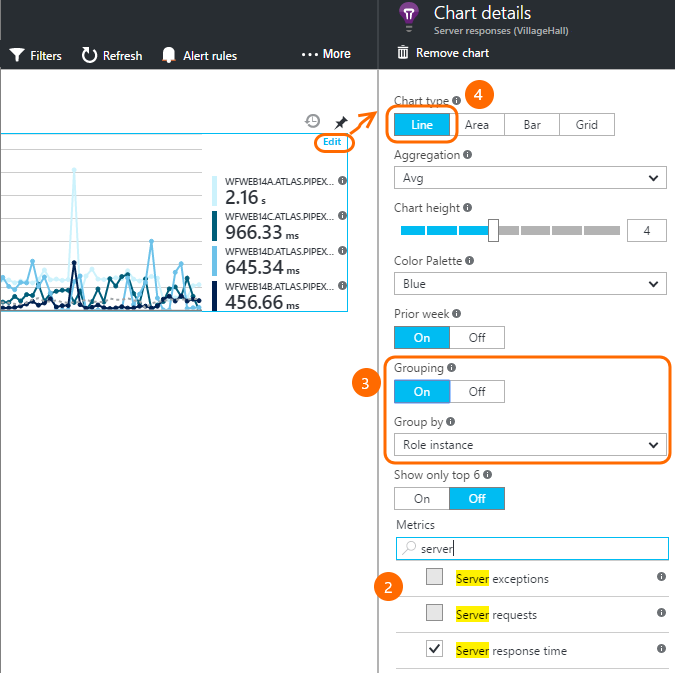 Chart details
Server responses (VillageHall)
Filters
Refresh
Alert rules
••• More
Remove chart
Edit
WFWEB14A.ATLAS.PIPEX...
2.16 s
WFWEB14C.ATLAS.PIPEX...
966.33 ms
WFWEB14D.ATLAS.PIPEX...
645.34 ms
WFWEB14B.ATLAS.PIPEX...
456.66 ms
4
Chart type
Line
Area
Bar
Grid
Aggregation
Avg
Chart height
4
Color Palette
Blue
Prior week
On
Off
3
Grouping
On
Off
Group by
Role instance
Show only top 6
On
Off
Metrics
server
2
Server exceptions
Server requests
Server response time